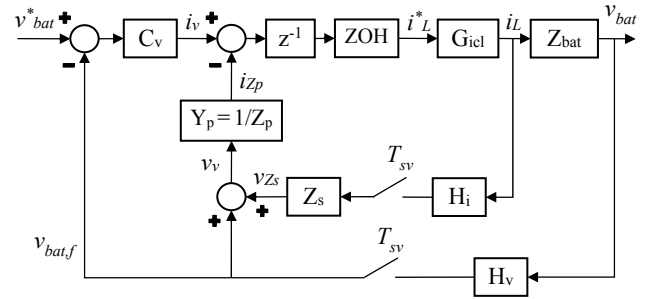 v*bat
Cv
iv
z-1
ZOH
i*L
Gicl
iL
Zbat
vbat
iZp
Yp = 1/Zp
vv
vZs
Zs
Tsv
Hi
vbat,f
Tsv
Hv